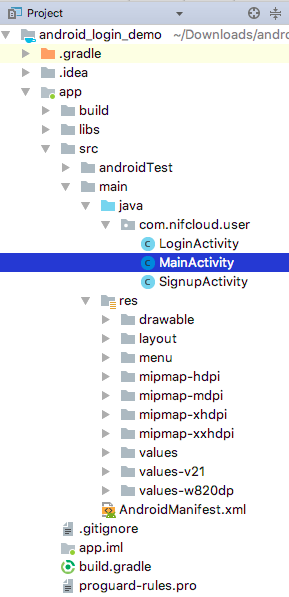 Project
android_login_demo ~/Downloads/andro
.gradle
.idea
app
build
libs
src
androidTest
main
java
com.nifcloud.user
LoginActivity
MainActivity
SignupActivity
res
drawable
layout
menu
mipmap-hdpi
mipmap-mdpi
mipmap-xhdpi
mipmap-xxhdpi
values
values-v21
values-w820dp
AndroidManifest.xml
.gitignore
app.iml
build.gradle
proguard-rules.pro